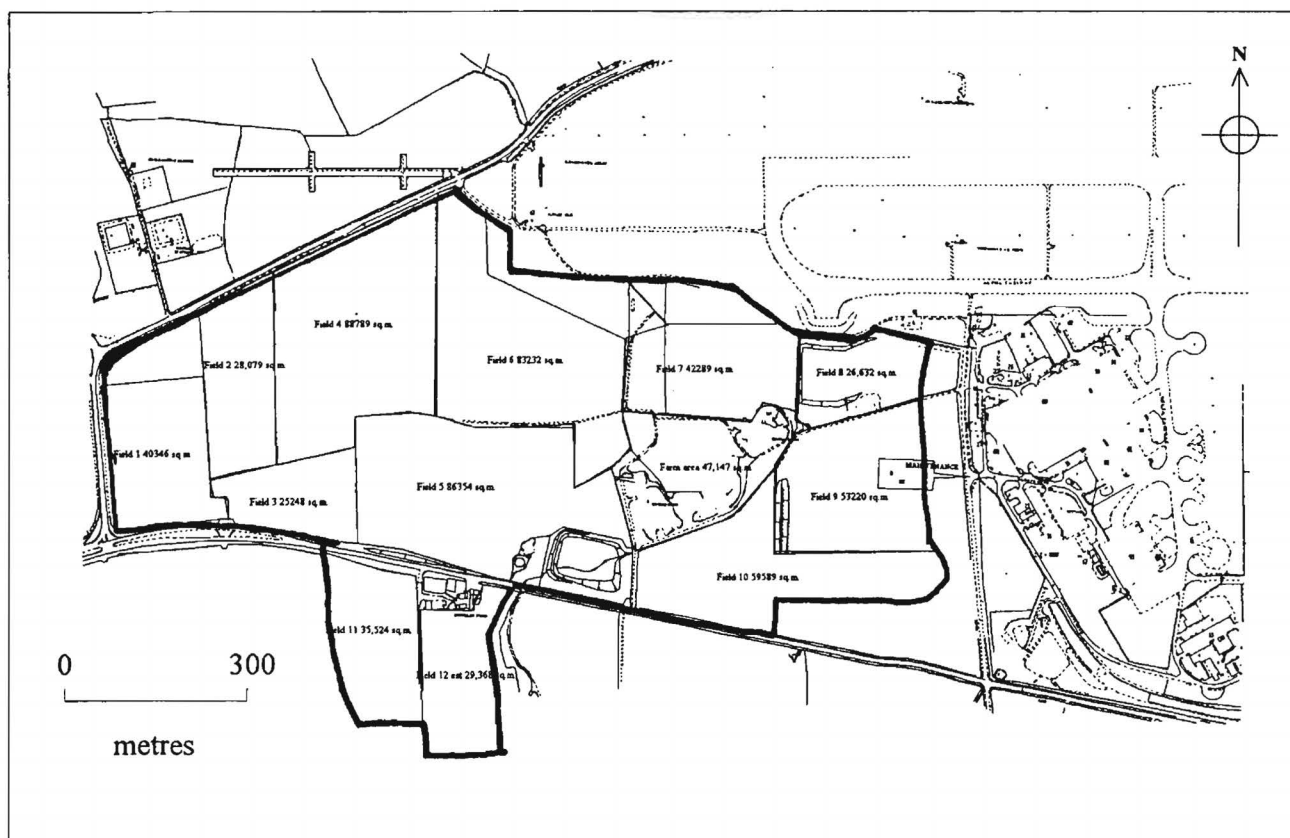 N
Field 4 88789 sq.m.
Field 2 28,079 sq.m.
Field 6 83232 sq.m.
Field 7 42289 sq.m.
Field 8 26,632 sq.m.
Field 1 40346 sq.m.
Field 3 25248 sq.m.
Field 5 86354 sq.m.
Farm area 47,147 sq.m.
MAINTENANCE
Field 9 53220 sq.m.
Field 10 59589 sq.m.
Field 11 35,524 sq.m.
Field 12 est 29,368 sq.m.
0 300
metres